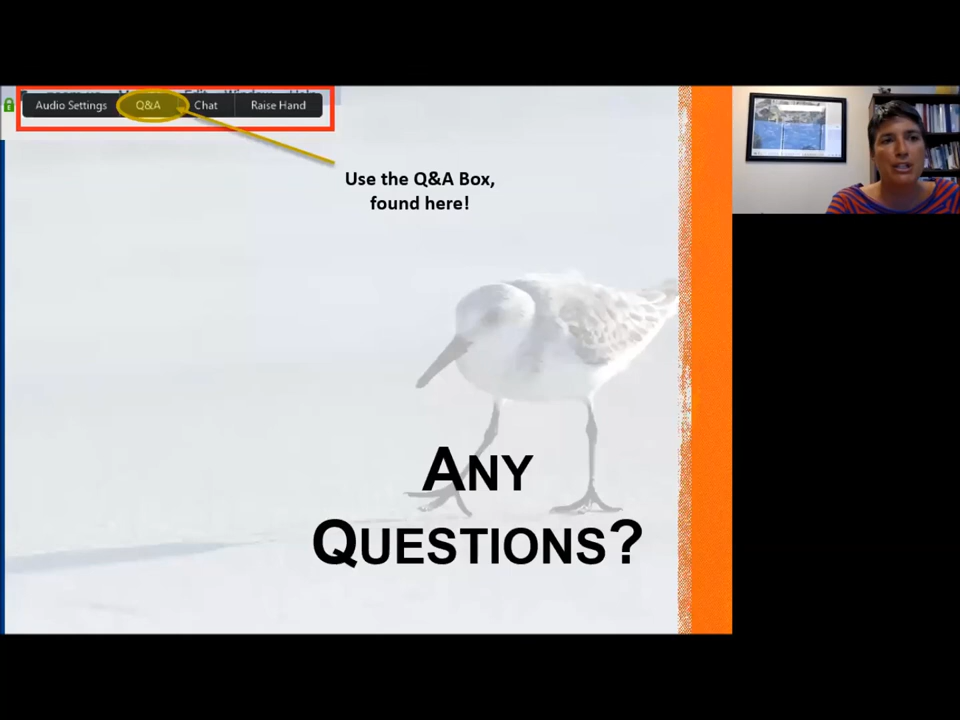 Audio Settings Q&A Chat Raise Hand
Use the Q&A Box,
found here!
ANY
QUESTIONS?